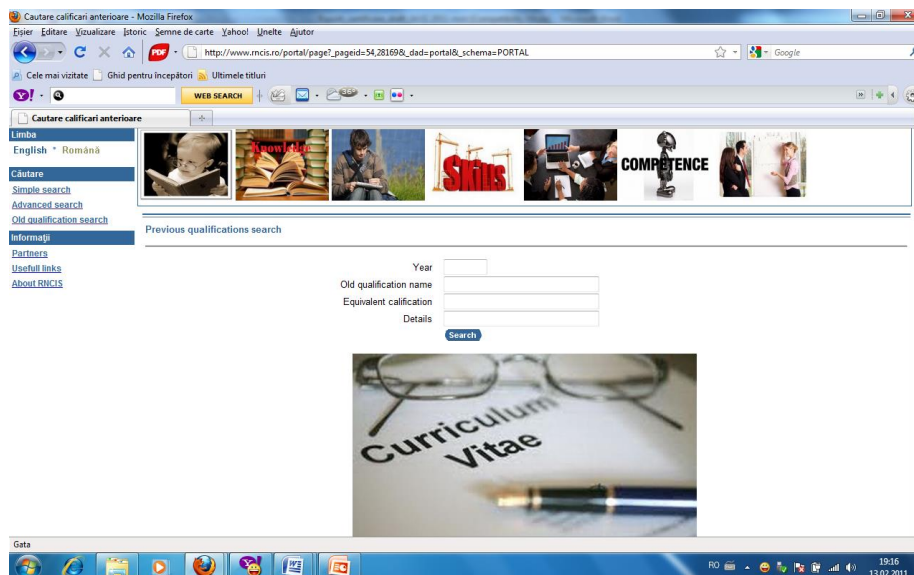 Cautare calificari anterioare - Mozilla Firefox
Fișier Editare Vizualizare Istoric Semne de carte Yahoo! Unelte Ajutor
PDF http://www.rncis.ro/portal/page?_pageid=54,28169&_dad=portal&_schema=PORTAL Google
Cele mai vizitate Ghid pentru începători Ultimele titluri
Y! WEB SEARCH 36°
Cautare calificari anterioare
Limba
English * Română
Căutare
Simple search
Advanced search
Old qualification search
Informaţii
Partners
Usefull links
About RNCIS
Knowledge
Skills
COMPETENCE
Previous qualifications search
Year
Old qualification name
Equivalent calification
Details
Search
Curriculum
Vitae
Gata
RO 19:16
13.02.2011